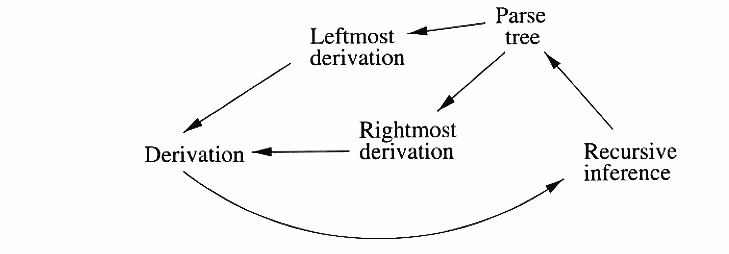 Parse
tree
Leftmost
derivation
Rightmost
derivation
Derivation
Recursive
inference